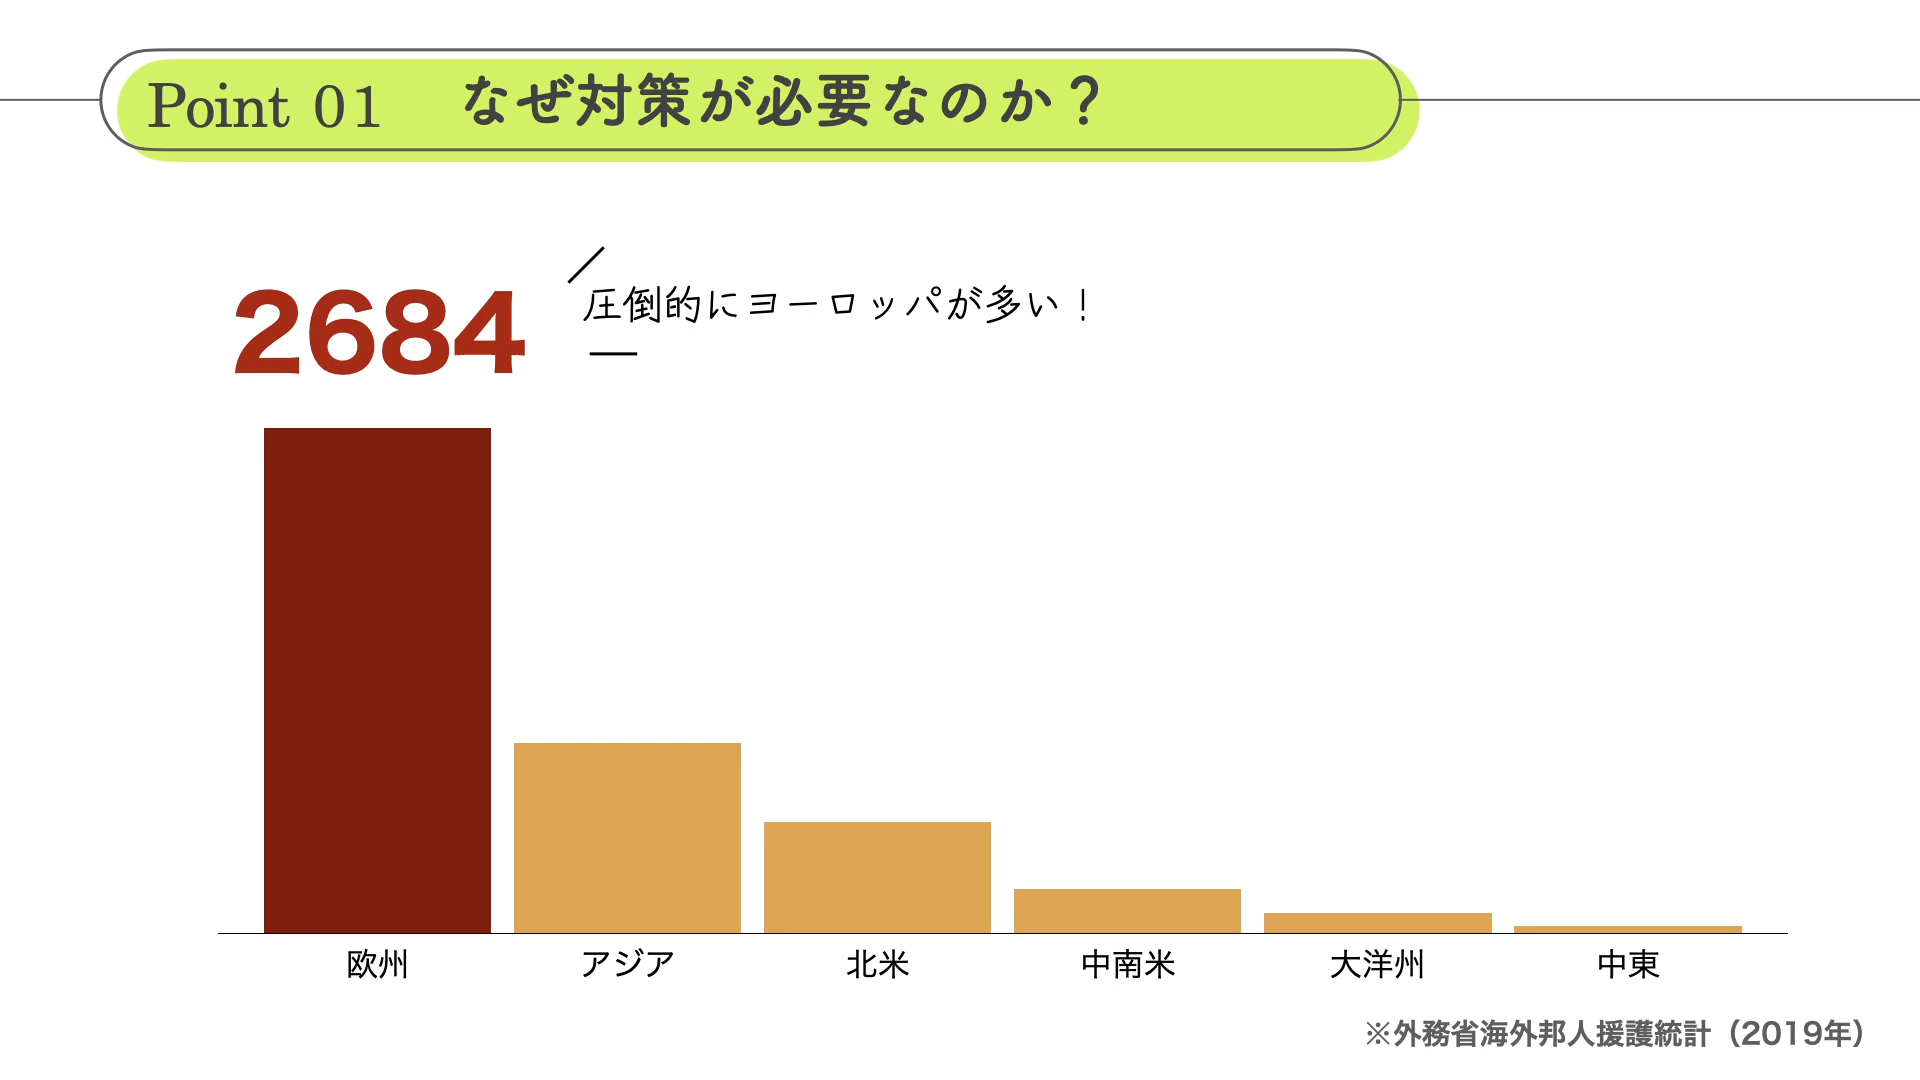 Point 01 なぜ対策が必要なのか？
2684
圧倒的にヨーロッパが多い！
欧州 アジア 北米 中南米 大洋州 中東
※外務省海外邦人援護統計（2019年）